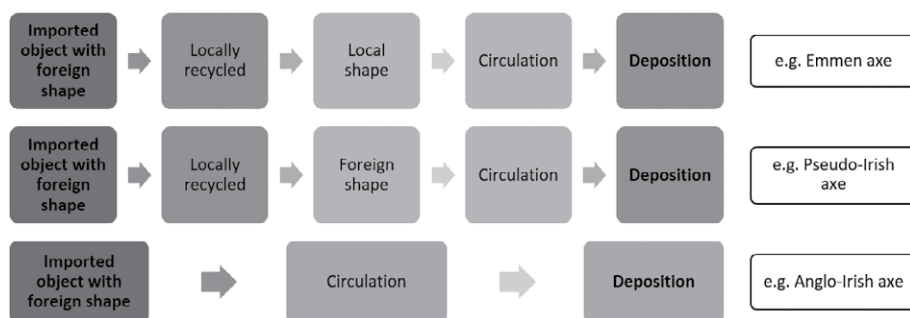 Imported
object with
foreign
shape
Locally
recycled
Local
shape
Circulation
Deposition
e.g. Emmen axe
Imported
object with
foreign
shape
Locally
recycled
Foreign
shape
Circulation
Deposition
e.g. Pseudo-Irish
axe
Imported
object with
foreign shape
Circulation
Deposition
e.g. Anglo-Irish axe